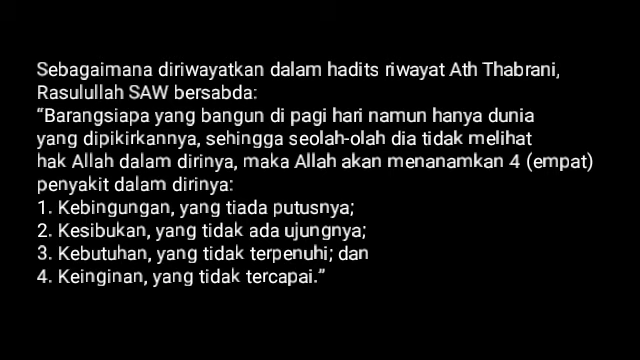 Sebagaimana diriwayatkan dalam hadits riwayat Ath Thabrani,
Rasulullah SAW bersabda:
“Barangsiapa yang bangun di pagi hari namun hanya dunia
yang dipikirkannya, sehingga seolah-olah dia tidak melihat
hak Allah dalam dirinya, maka Allah akan menanamkan 4 (empat)
penyakit dalam dirinya:
1. Kebingungan, yang tiada putusnya;
2. Kesibukan, yang tidak ada ujungnya;
3. Kebutuhan, yang tidak terpenuhi; dan
4. Keinginan, yang tidak tercapai.”